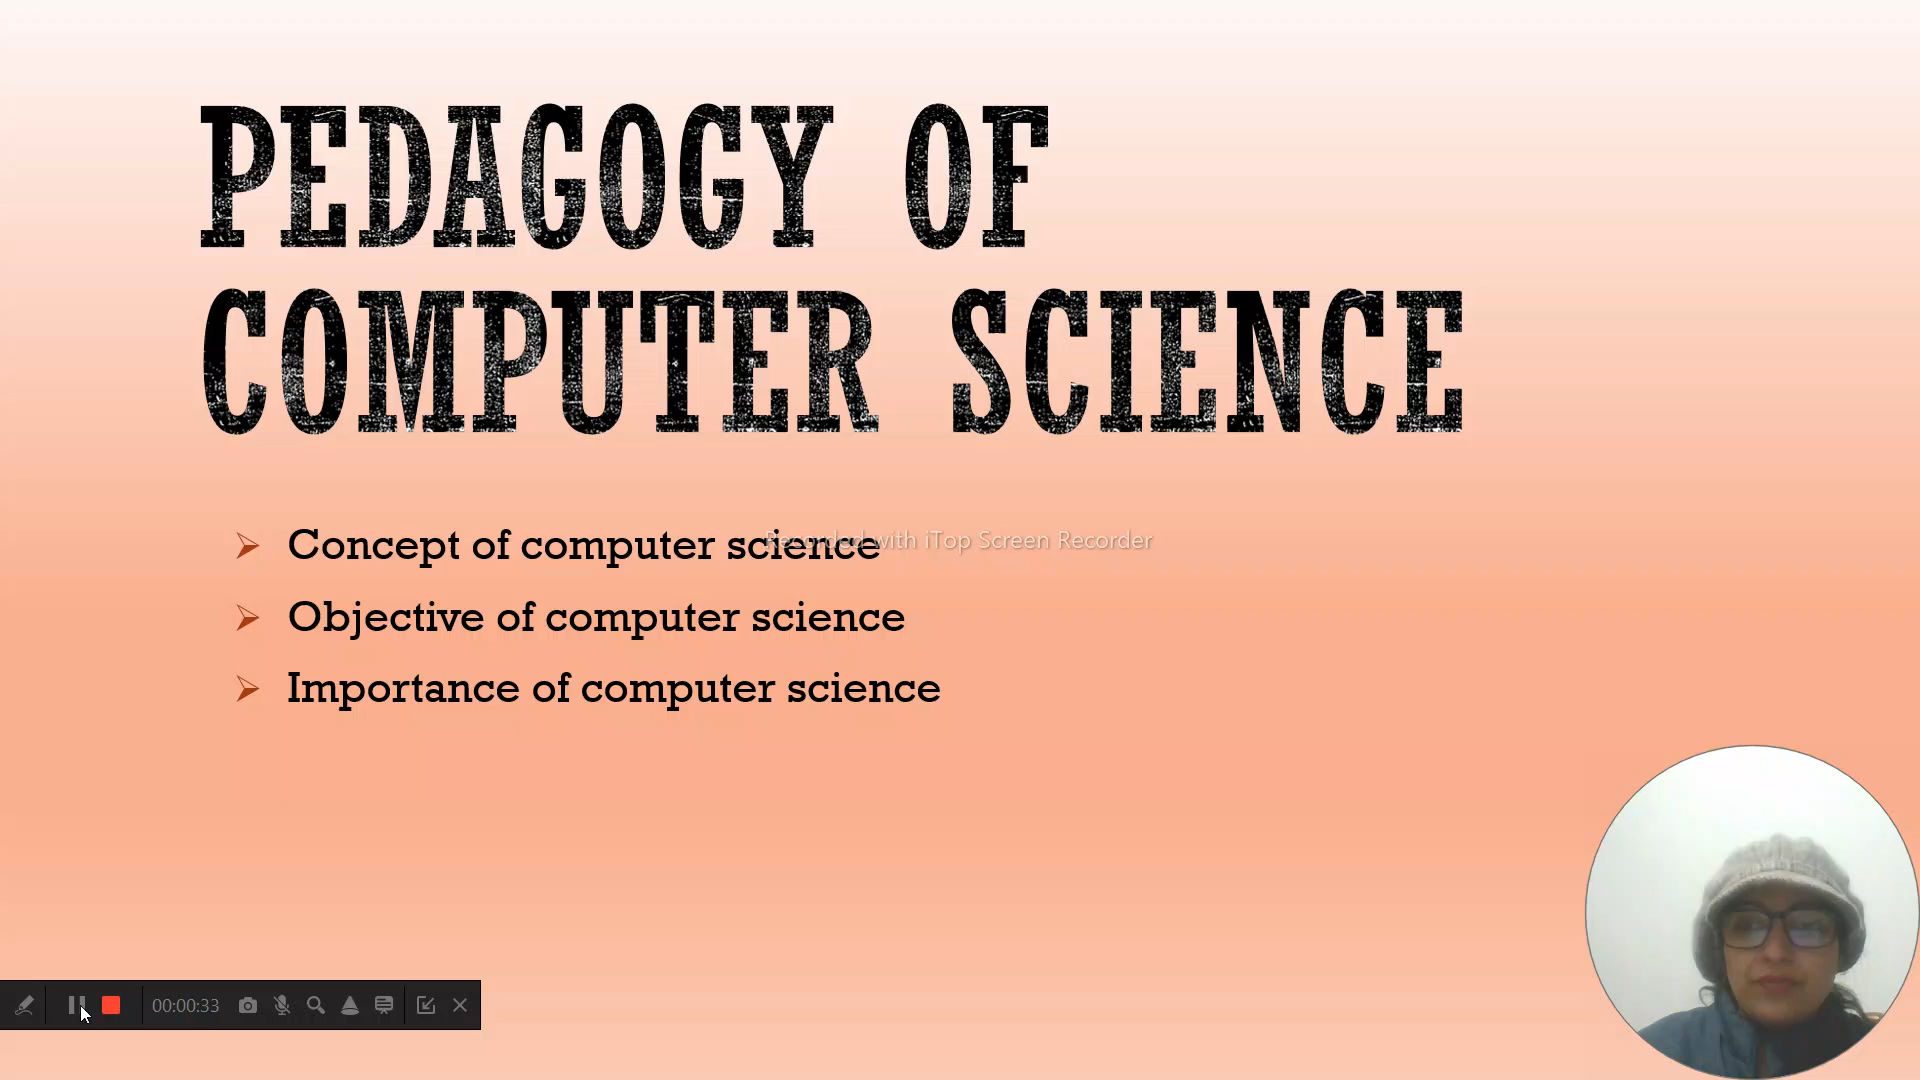 PEDAGOGY OF
COMPUTER SCIENCE
Concept of computer science
Recorded with iTop Screen Recorder
Objective of computer science
Importance of computer science
00:00:33